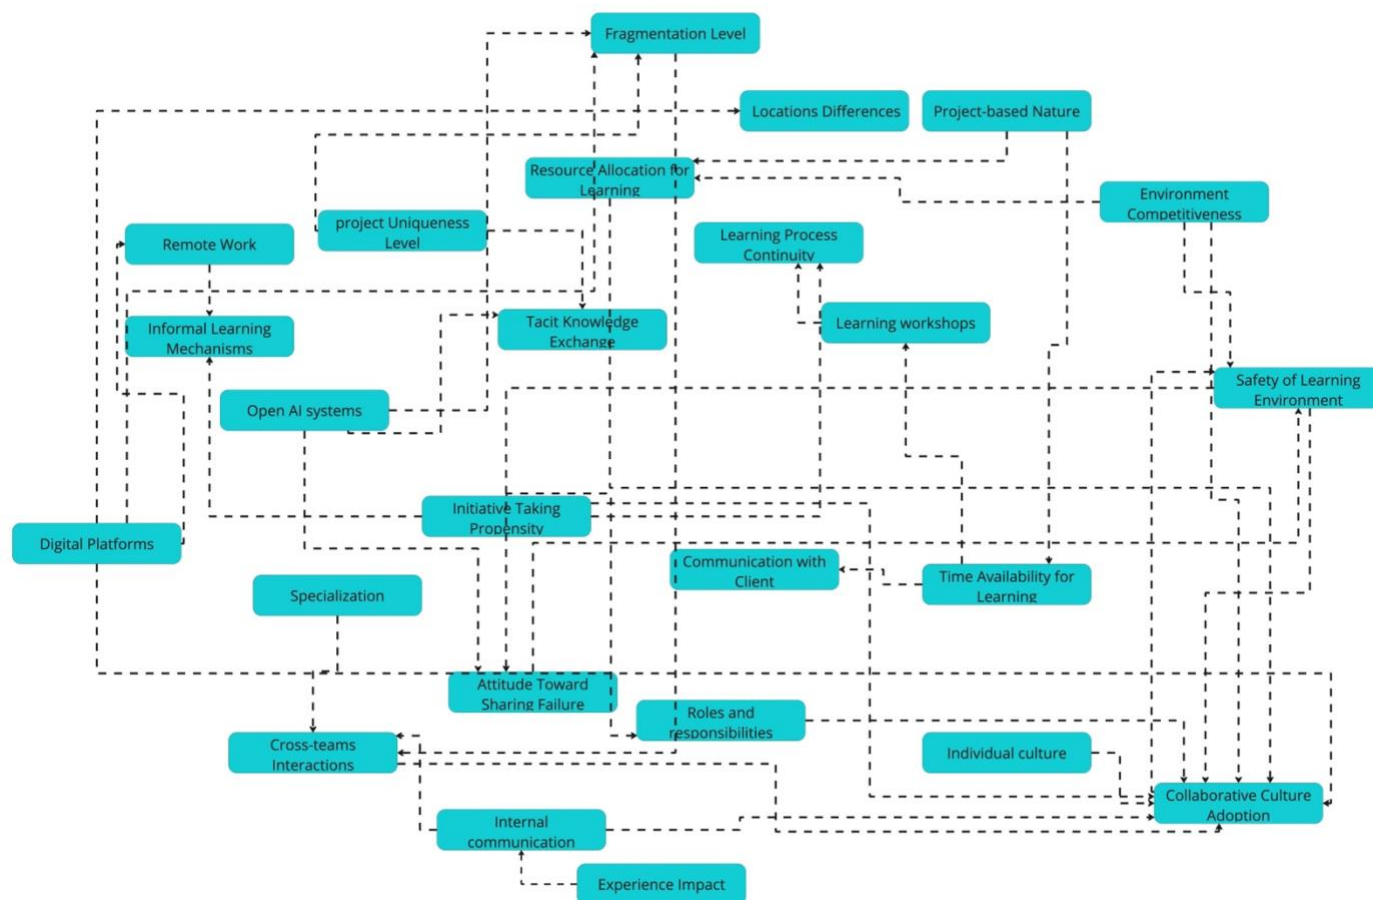 Fragmentation Level
Locations Differences
Project-based Nature
Resource Allocation for
Learning
Environment
Competitiveness
project Uniqueness
Level
Remote Work
Learning Process
Continuity
Informal Learning
Mechanisms
Tacit Knowledge
Exchange
Learning workshops
Safety of Learning
Environment
Open AI systems
Initiative Taking
Propensity
Digital Platforms
Communication with
Client
Time Availability for
Learning
Specialization
Attitude Toward
Sharing Failure
Roles and
responsibilities
Cross-teams
Interactions
Individual culture
Collaborative Culture
Adoption
Internal
communication
Experience Impact